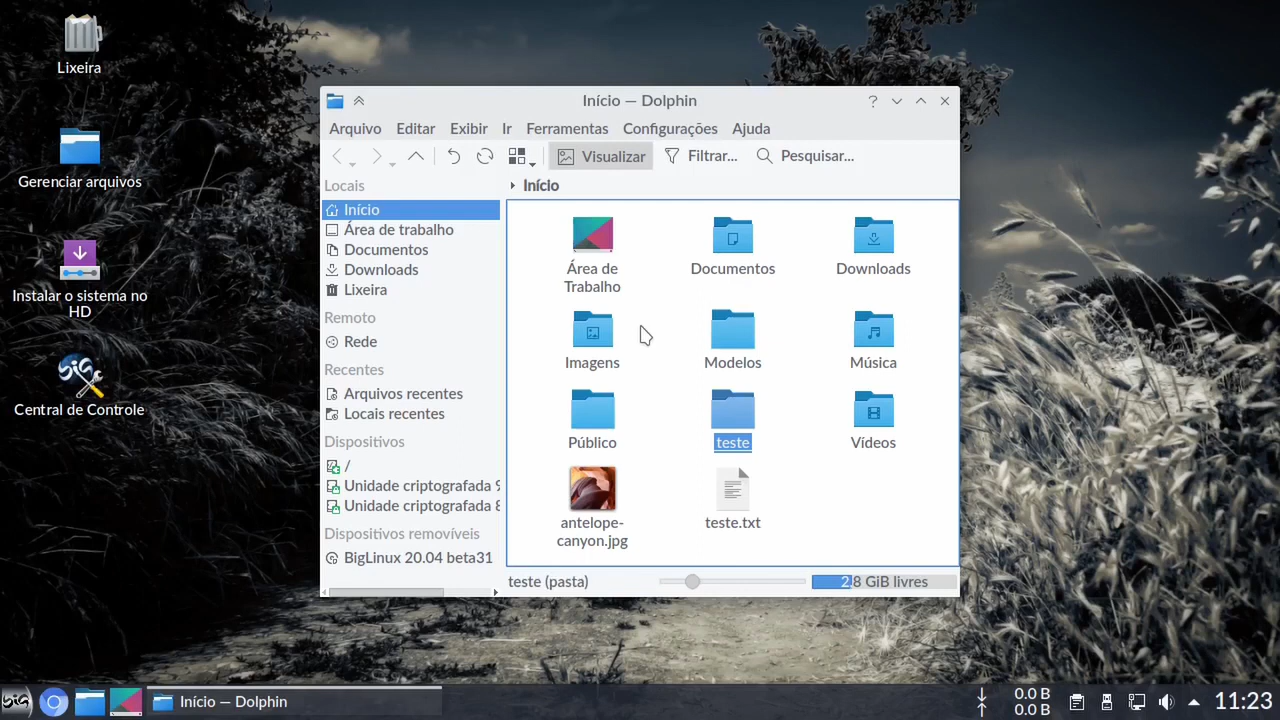 Lixeira
Gerenciar arquivos
Instalar o sistema no
HD
Central de Controle
Início — Dolphin
Arquivo Editar Exibir Ir Ferramentas Configurações Ajuda
Visualizar Filtrar... Pesquisar...
Locais
Início
Área de trabalho
Documentos
Downloads
Lixeira
Remoto
Rede
Recentes
Arquivos recentes
Locais recentes
Dispositivos
/
Unidade criptografada 9
Unidade criptografada 8
Dispositivos removíveis
BigLinux 20.04 beta31
Início
Área de
Trabalho
Documentos
Downloads
Imagens
Modelos
Música
Público
teste
Vídeos
antelope-
canyon.jpg
teste.txt
teste (pasta)
2,8 GiB livres
Início — Dolphin
0.0 B
0.0 B
11:23